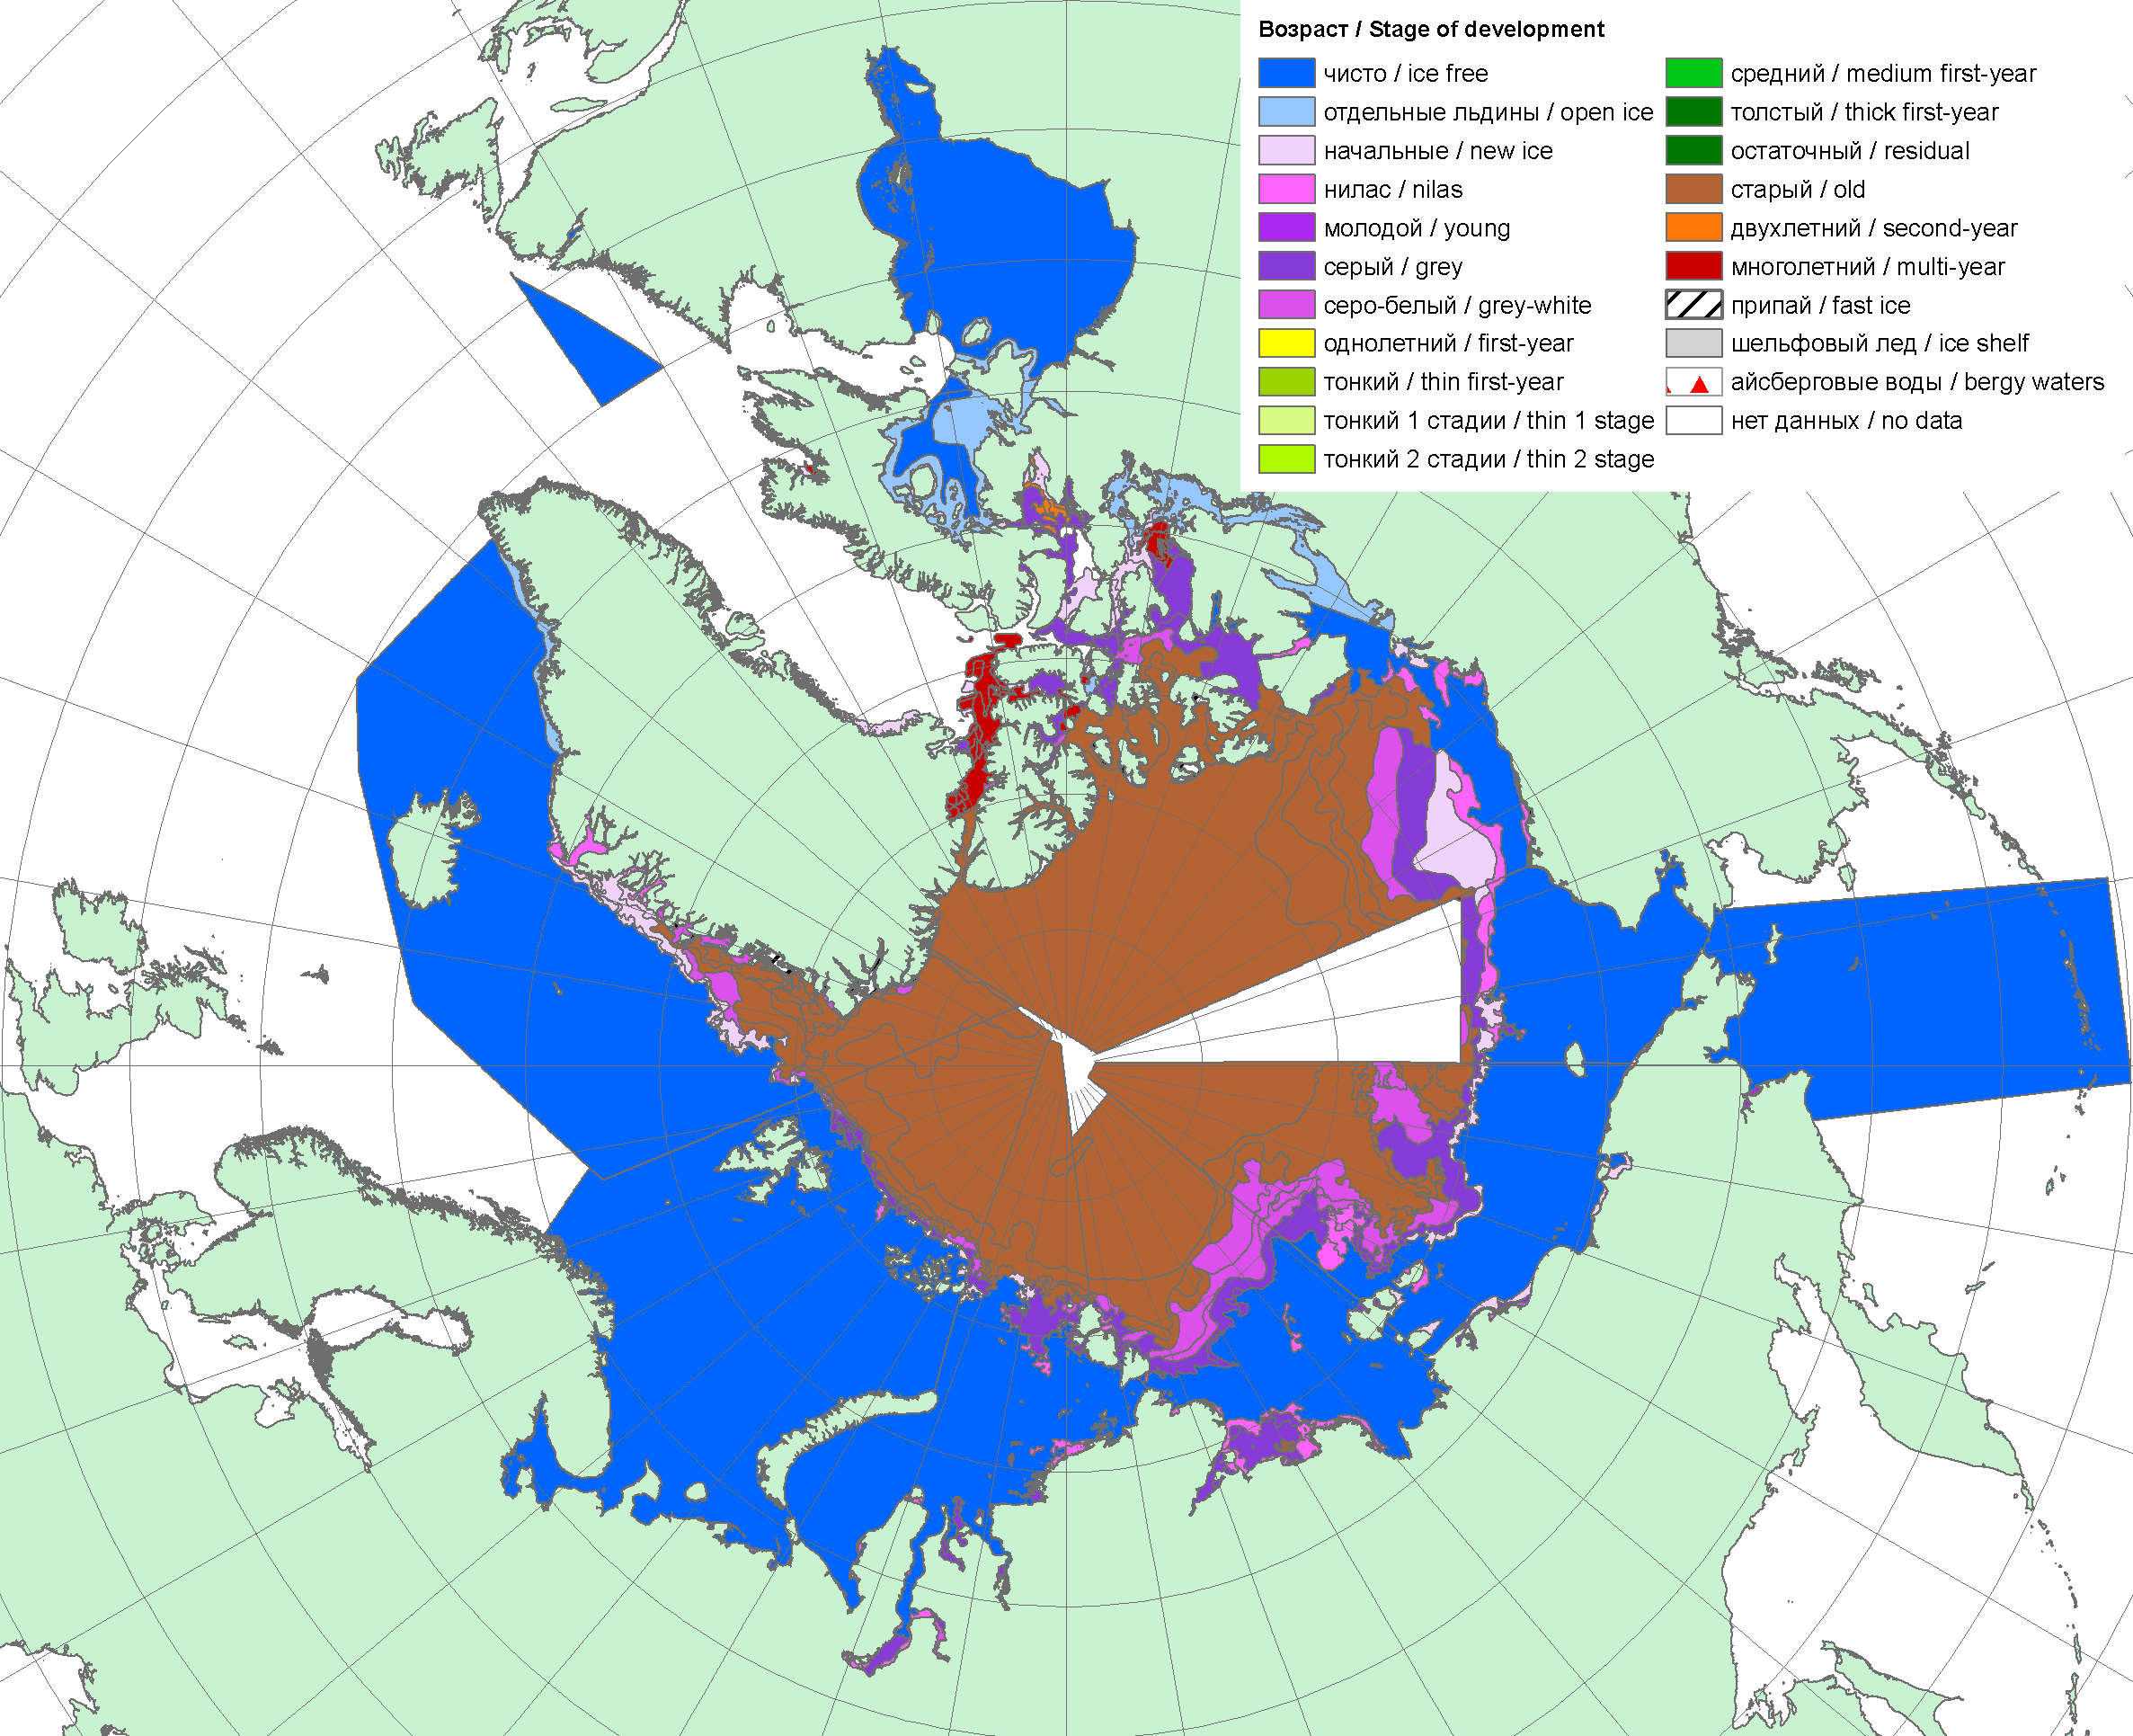 Возраст / Stage of development
чисто / ice free
отдельные льдины / open ice
начальные / new ice
нилас / nilas
молодой / young
серый / grey
серо-белый / grey-white
однолетний / first-year
тонкий / thin first-year
тонкий 1 стадии / thin 1 stage
тонкий 2 стадии / thin 2 stage
средний / medium first-year
толстый / thick first-year
остаточный / residual
старый / old
двухлетний / second-year
многолетний / multi-year
припай / fast ice
шельфовый лед / ice shelf
айсберговые воды / bergy waters
нет данных / no data